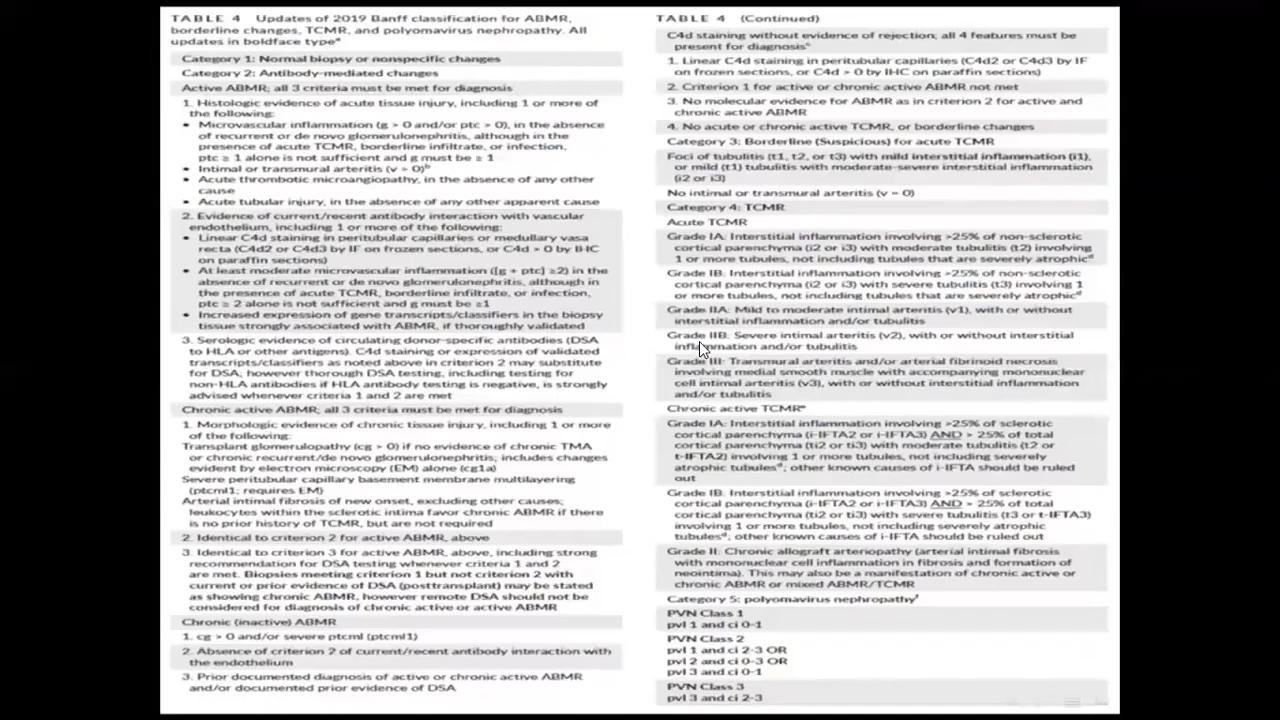 TABLE 4 Updates of 2019 Banff classification for ABMR,
borderline changes, TCMR, and polyomavirus nephropathy. All
updates in boldface typeᵃ
Category 1: Normal biopsy or nonspecific changes
Category 2: Antibody-mediated changes
Active ABMR; all 3 criteria must be met for diagnosis
1. Histologic evidence of acute tissue injury, including 1 or more of
the following:
• Microvascular inflammation (g > 0 and/or ptc > 0), in the absence
of recurrent or de novo glomerulonephritis, although in the
presence of acute TCMR, borderline infiltrate, or infection,
ptc ≥ 1 alone is not sufficient and g must be ≥ 1
• Intimal or transmural arteritis (v > 0)ᵇ
• Acute thrombotic microangiopathy, in the absence of any other
cause
• Acute tubular injury, in the absence of any other apparent cause
2. Evidence of current/recent antibody interaction with vascular
endothelium, including 1 or more of the following:
• Linear C4d staining in peritubular capillaries or medullary vasa
recta (C4d2 or C4d3 by IF on frozen sections, or C4d > 0 by IHC
on paraffin sections)
• At least moderate microvascular inflammation ([g + ptc] ≥2) in the
absence of recurrent or de novo glomerulonephritis, although in
the presence of acute TCMR, borderline infiltrate, or infection,
ptc ≥ 2 alone is not sufficient and g must be ≥1
• Increased expression of gene transcripts/classifiers in the biopsy
tissue strongly associated with ABMR, if thoroughly validated
3. Serologic evidence of circulating donor-specific antibodies (DSA
to HLA or other antigens). C4d staining or expression of validated
transcripts/classifiers as noted above in criterion 2 may substitute
for DSA; however thorough DSA testing, including testing for
non-HLA antibodies if HLA antibody testing is negative, is strongly
advised whenever criteria 1 and 2 are met
Chronic active ABMR; all 3 criteria must be met for diagnosis
1. Morphologic evidence of chronic tissue injury, including 1 or more
of the following:
Transplant glomerulopathy (cg > 0) if no evidence of chronic TMA
or chronic recurrent/de novo glomerulonephritis; includes changes
evident by electron microscopy (EM) alone (cg1a)
Severe peritubular capillary basement membrane multilayering
(ptcml1; requires EM)
Arterial intimal fibrosis of new onset, excluding other causes;
leukocytes within the sclerotic intima favor chronic ABMR if there
is no prior history of TCMR, but are not required
2. Identical to criterion 2 for active ABMR, above
3. Identical to criterion 3 for active ABMR, above, including strong
recommendation for DSA testing whenever criteria 1 and 2
are met. Biopsies meeting criterion 1 but not criterion 2 with
current or prior evidence of DSA (posttransplant) may be stated
as showing chronic ABMR, however remote DSA should not be
considered for diagnosis of chronic active or active ABMR
Chronic (inactive) ABMR
1. cg > 0 and/or severe ptcml (ptcml1)
2. Absence of criterion 2 of current/recent antibody interaction with
the endothelium
3. Prior documented diagnosis of active or chronic active ABMR
and/or documented prior evidence of DSA
TABLE 4 (Continued)
C4d staining without evidence of rejection; all 4 features must be
present for diagnosisᶜ
1. Linear C4d staining in peritubular capillaries (C4d2 or C4d3 by IF
on frozen sections, or C4d > 0 by IHC on paraffin sections)
2. Criterion 1 for active or chronic active ABMR not met
3. No molecular evidence for ABMR as in criterion 2 for active and
chronic active ABMR
4. No acute or chronic active TCMR, or borderline changes
Category 3: Borderline (Suspicious) for acute TCMR
Foci of tubulitis (t1, t2, or t3) with mild interstitial inflammation (i1),
or mild (t1) tubulitis with moderate-severe interstitial inflammation
(i2 or i3)
No intimal or transmural arteritis (v = 0)
Category 4: TCMR
Acute TCMR
Grade IA: Interstitial inflammation involving >25% of non-sclerotic
cortical parenchyma (i2 or i3) with moderate tubulitis (t2) involving
1 or more tubules, not including tubules that are severely atrophicᵈ
Grade IB: Interstitial inflammation involving >25% of non-sclerotic
cortical parenchyma (i2 or i3) with severe tubulitis (t3) involving 1
or more tubules, not including tubules that are severely atrophicᵈ
Grade IIA: Mild to moderate intimal arteritis (v1), with or without
interstitial inflammation and/or tubulitis
Grade IIB: Severe intimal arteritis (v2), with or without interstitial
inflammation and/or tubulitis
Grade III: Transmural arteritis and/or arterial fibrinoid necrosis
involving medial smooth muscle with accompanying mononuclear
cell intimal arteritis (v3), with or without interstitial inflammation
and/or tubulitis
Chronic active TCMRᵉ
Grade IA: Interstitial inflammation involving >25% of sclerotic
cortical parenchyma (i-IFTA2 or i-IFTA3) AND > 25% of total
cortical parenchyma (ti2 or ti3) with moderate tubulitis (t2 or
t-IFTA2) involving 1 or more tubules, not including severely
atrophic tubulesᵈ; other known causes of i-IFTA should be ruled
out
Grade IB: Interstitial inflammation involving >25% of sclerotic
cortical parenchyma (i-IFTA2 or i-IFTA3) AND > 25% of total
cortical parenchyma (ti2 or ti3) with severe tubulitis (t3 or t-IFTA3)
involving 1 or more tubules, not including severely atrophic
tubulesᵈ; other known causes of i-IFTA should be ruled out
Grade II: Chronic allograft arteriopathy (arterial intimal fibrosis
with mononuclear cell inflammation in fibrosis and formation of
neointima). This may also be a manifestation of chronic active or
chronic ABMR or mixed ABMR/TCMR
Category 5: polyomavirus nephropathyᶠ
PVN Class 1
pvl 1 and ci 0-1
PVN Class 2
pvl 1 and ci 2-3 OR
pvl 2 and ci 0-3 OR
pvl 3 and ci 0-1
PVN Class 3
pvl 3 and ci 2-3